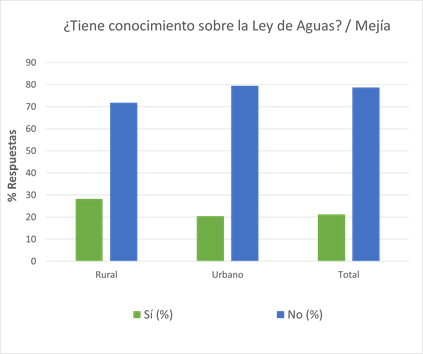 ¿Tiene conocimiento sobre la Ley de Aguas? / Mejía
90
80
70
60
50
40
30
20
10
0
% Respuestas
Rural Urbano Total
Sí (%) No (%)